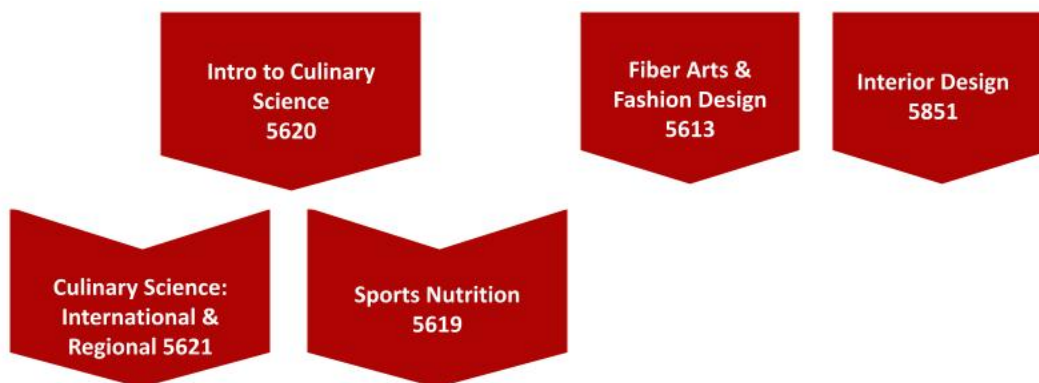 Intro to Culinary
Science
5620
Fiber Arts &
Fashion Design
5613
Interior Design
5851
Culinary Science:
International &
Regional 5621
Sports Nutrition
5619